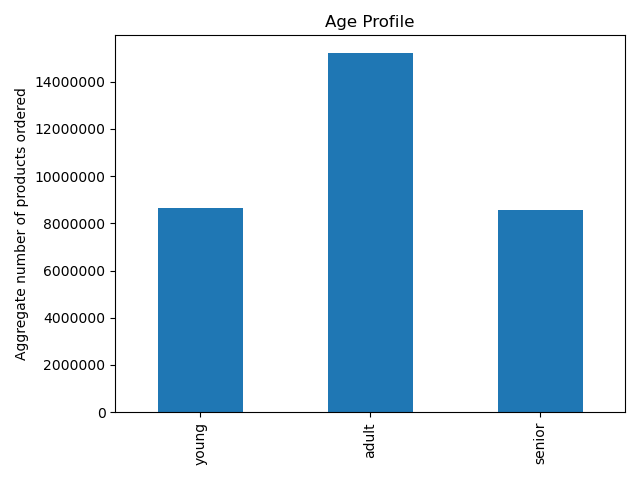 Age Profile
Aggregate number of products ordered
14000000
12000000
10000000
8000000
6000000
4000000
2000000
0
young
adult
senior